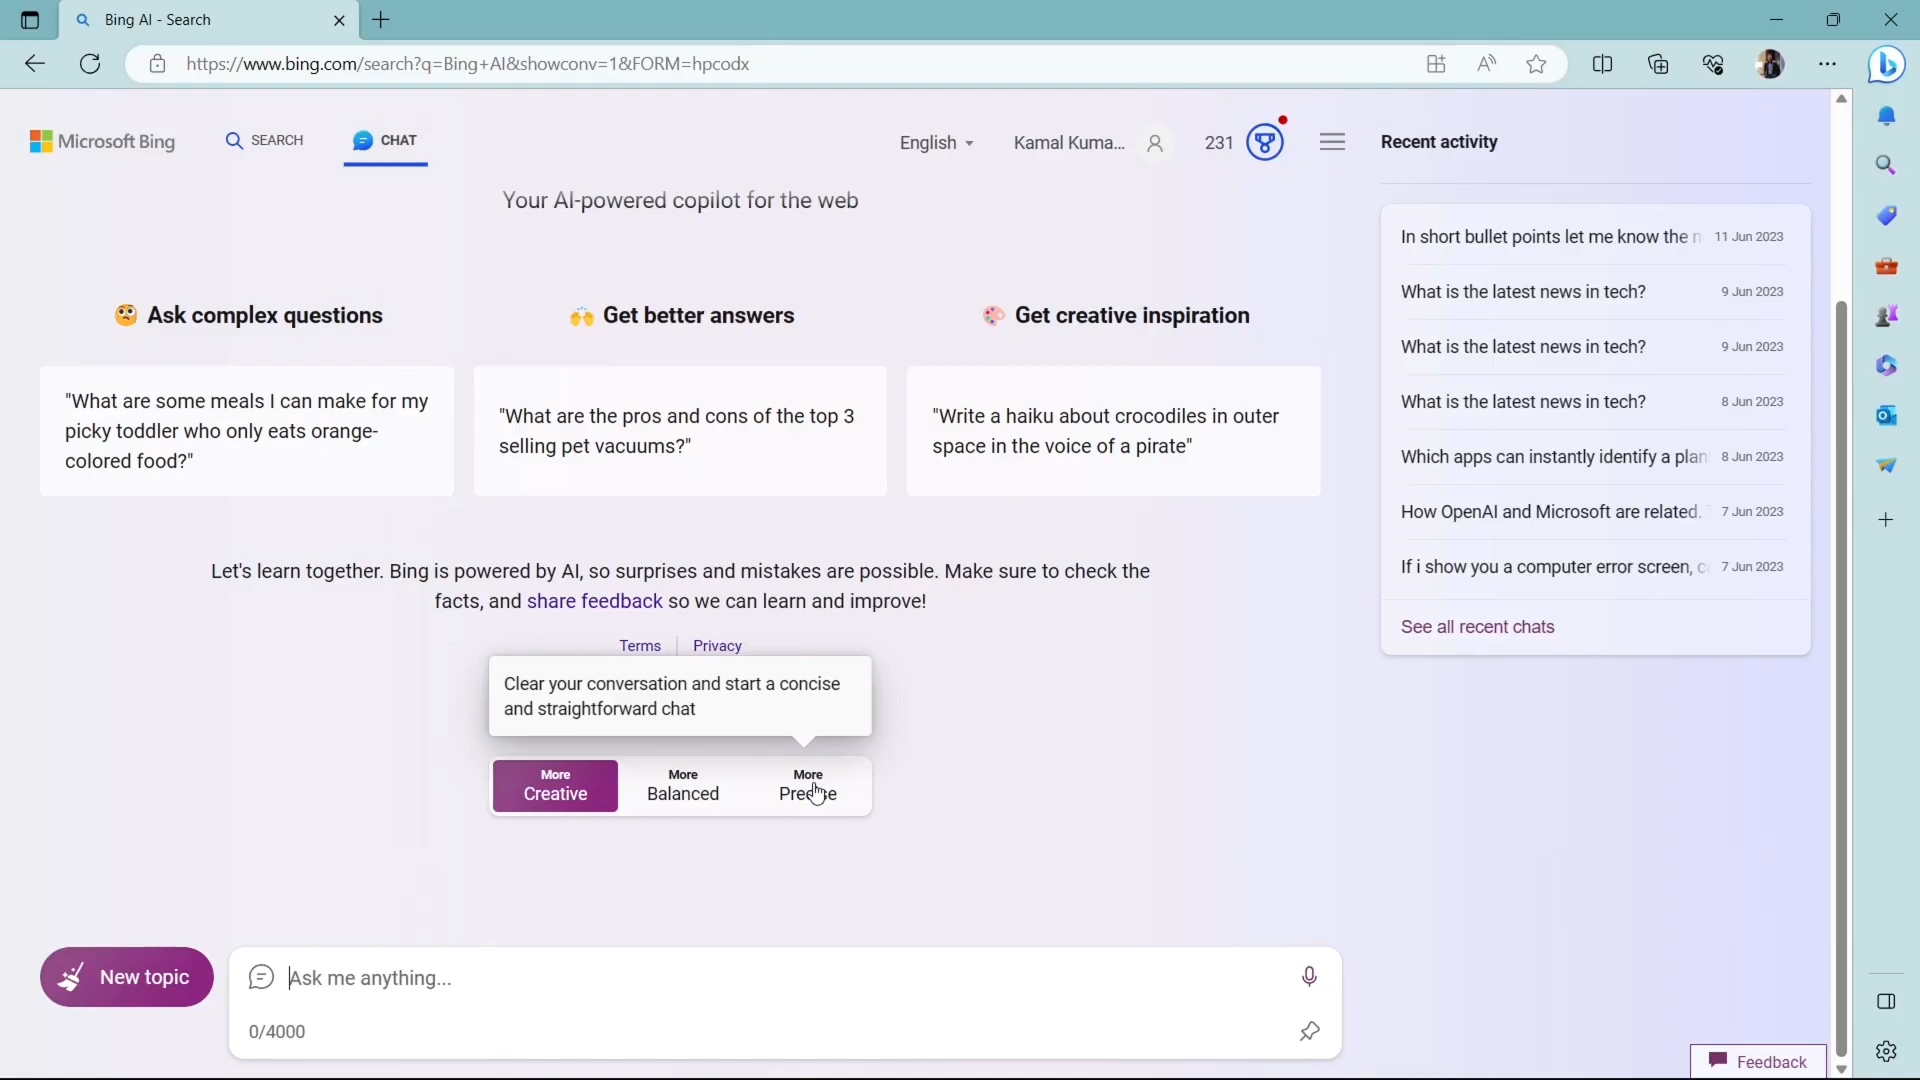 Bing AI - Search
https://www.bing.com/search?q=Bing+AI&showconv=1&FORM=hpcodx
Microsoft Bing
SEARCH
CHAT
English
Kamal Kuma...
231
Your AI-powered copilot for the web
Ask complex questions
"What are some meals I can make for my
picky toddler who only eats orange-
colored food?"
Get better answers
"What are the pros and cons of the top 3
selling pet vacuums?"
Get creative inspiration
"Write a haiku about crocodiles in outer
space in the voice of a pirate"
Let's learn together. Bing is powered by AI, so surprises and mistakes are possible. Make sure to check the
facts, and share feedback so we can learn and improve!
Terms
Privacy
Clear your conversation and start a concise
and straightforward chat
More
Creative
More
Balanced
More
Precise
New topic
Ask me anything...
0/4000
Recent activity
In short bullet points let me know the 11 Jun 2023
What is the latest news in tech? 9 Jun 2023
What is the latest news in tech? 9 Jun 2023
What is the latest news in tech? 8 Jun 2023
Which apps can instantly identify a plan 8 Jun 2023
How OpenAI and Microsoft are related. 7 Jun 2023
If i show you a computer error screen, 7 Jun 2023
See all recent chats
Feedback